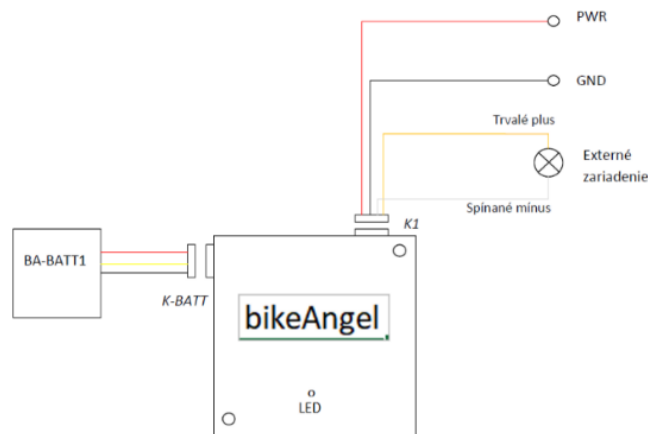 PWR
GND
Trvalé plus
Externé
zariadenie
Spínané mínus
K1
BA-BATT1
K-BATT
bikeAngel
LED